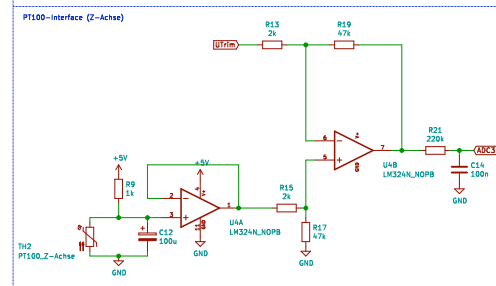 PT100-Interface (Z-Achse)
R13
2k
R19
47k
UTrim
6
5
7
V+
GND
U4B
LM324N_NOPB
R21
220k
ADC3
C14
100n
GND
+5V
R9
1k
+5V
2
3
4
V+
1
11
GND
U4A
LM324N_NOPB
GND
R15
2k
R17
47k
GND
TH2
PT100_Z-Achse
C12
100u
GND